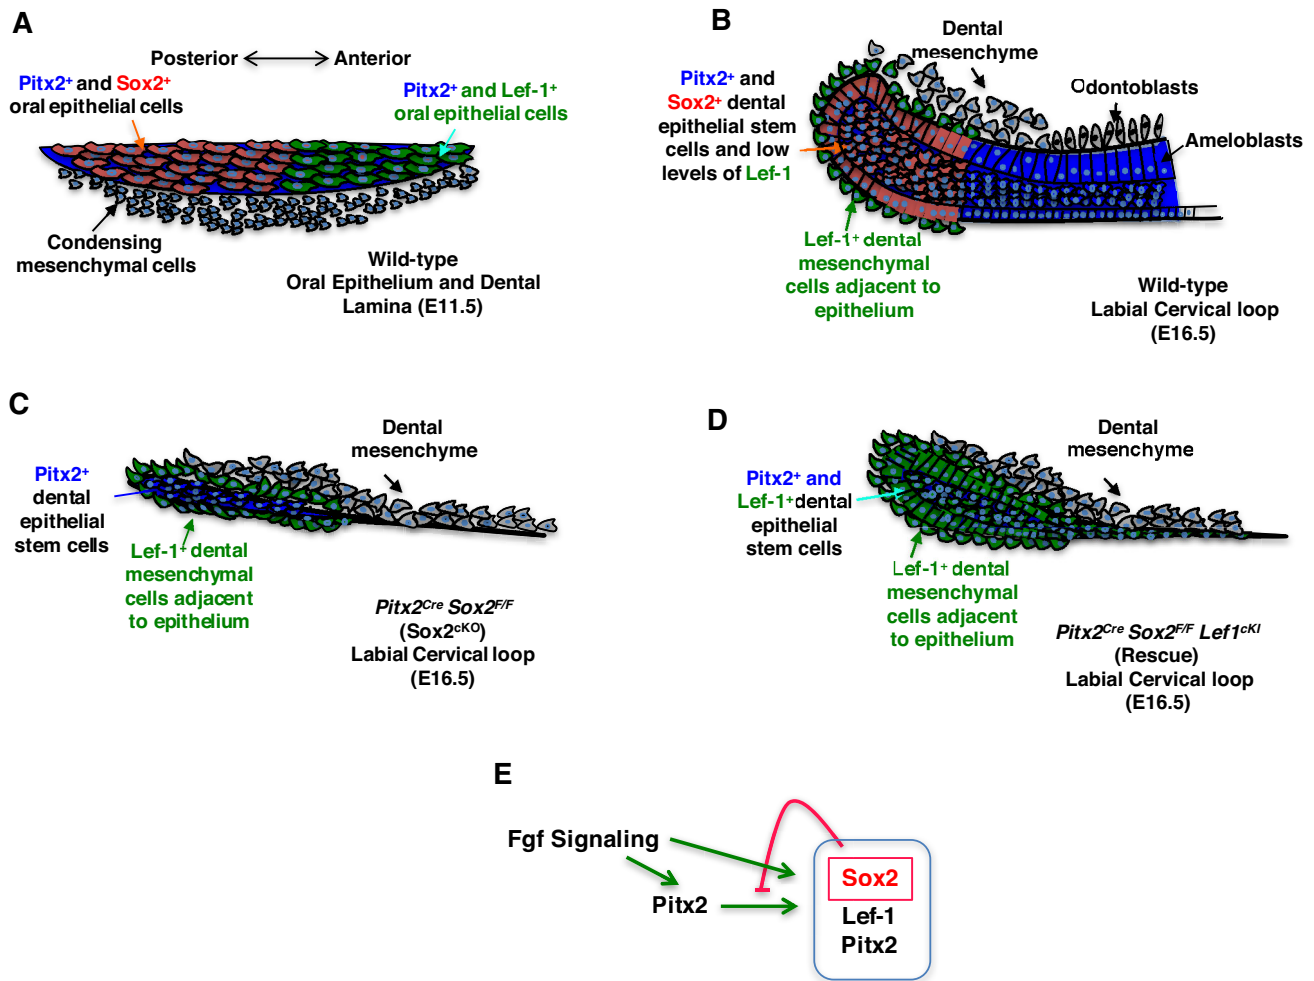 A
Posterior Anterior
Pitx2+ and Sox2+
oral epithelial cells
Pitx2+ and Lef-1+
oral epithelial cells
Condensing
mesenchymal cells
Wild-type
Oral Epithelium and Dental
Lamina (E11.5)
B
Dental
mesenchyme
Pitx2+ and
Sox2+ dental
epithelial stem
cells and low
levels of Lef-1
Odontoblasts
Ameloblasts
Lef-1+ dental
mesenchymal
cells adjacent to
epithelium
Wild-type
Labial Cervical loop
(E16.5)
C
Dental
mesenchyme
Pitx2+
dental
epithelial
stem cells
Lef-1+ dental
mesenchymal
cells adjacent
to epithelium
Pitx2Cre Sox2F/F
(Sox2cKO)
Labial Cervical loop
(E16.5)
D
Dental
mesenchyme
Pitx2+ and
Lef-1+ dental
epithelial
stem cells
Lef-1+ dental
mesenchymal
cells adjacent
to epithelium
Pitx2Cre Sox2F/F Lef1cKI
(Rescue)
Labial Cervical loop
(E16.5)
E
Fgf Signaling
Pitx2
Sox2
Lef-1
Pitx2